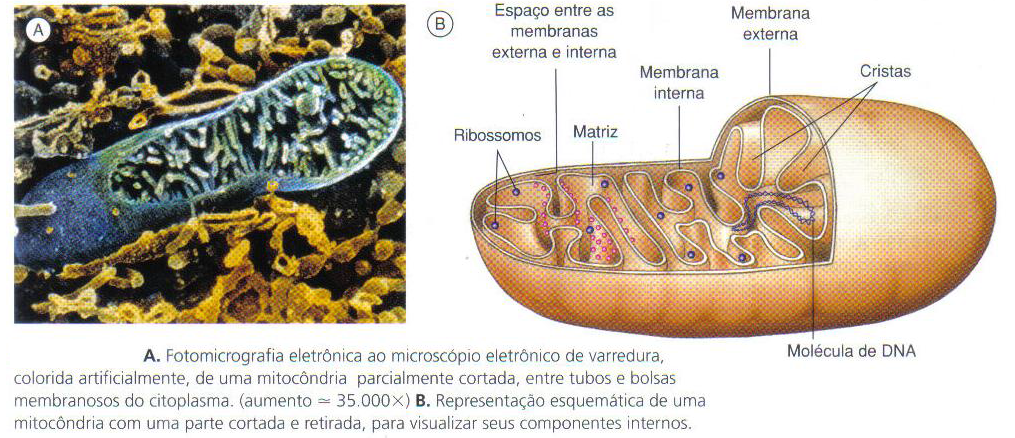 A
B
Espaço entre as
membranas
externa e interna
Membrana
externa
Membrana
interna
Cristas
Ribossomos
Matriz
Molécula de DNA
A. Fotomicrografia eletrônica ao microscópio eletrônico de varredura,
colorida artificialmente, de uma mitocôndria parcialmente cortada, entre tubos e bolsas
membranosos do citoplasma. (aumento ≃ 35.000×) B. Representação esquemática de uma
mitocôndria com uma parte cortada e retirada, para visualizar seus componentes internos.